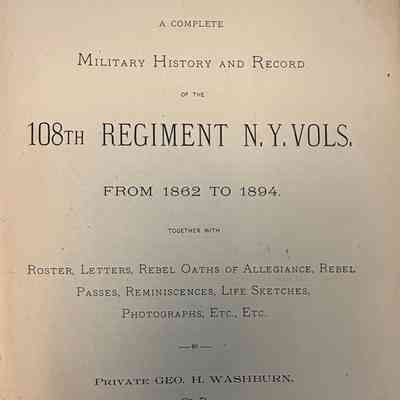 A COMPLETE
MILITARY HISTORY AND RECORD
OF THE
108TH REGIMENT N.Y. VOLS.
FROM 1862 TO 1894.
TOGETHER WITH
ROSTER, LETTERS, REBEL OATHS OF ALLEGIANCE, REBEL
PASSES, REMINISCENCES, LIFE SKETCHES,
PHOTOGRAPHS, ETC., ETC.
BY
PRIVATE GEO. H. WASHBURN.